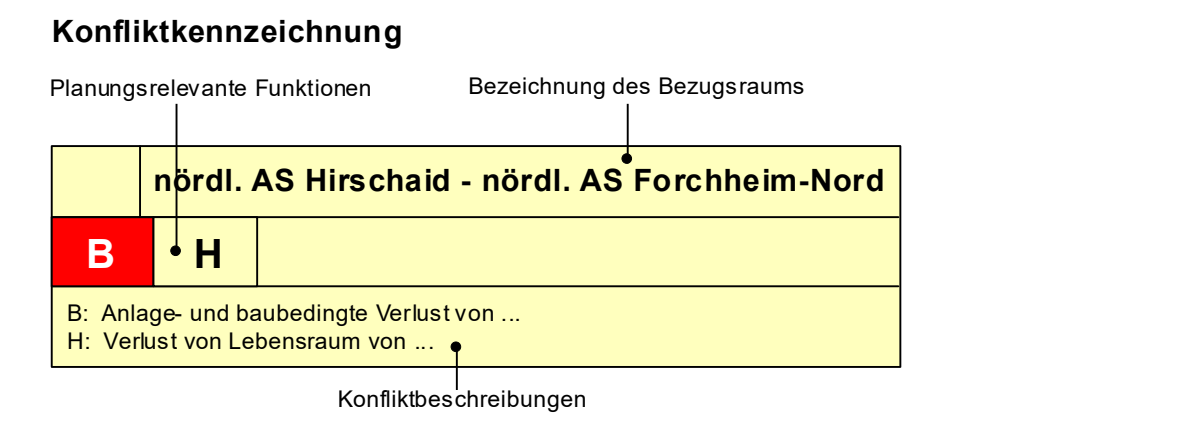 Konfliktkennzeichnung
Planungsrelevante Funktionen
Bezeichnung des Bezugsraums
nördl. AS Hirschaid - nördl. AS Forchheim-Nord
B
H
B: Anlage- und baubedingte Verlust von ...
H: Verlust von Lebensraum von ...
Konfliktbeschreibungen